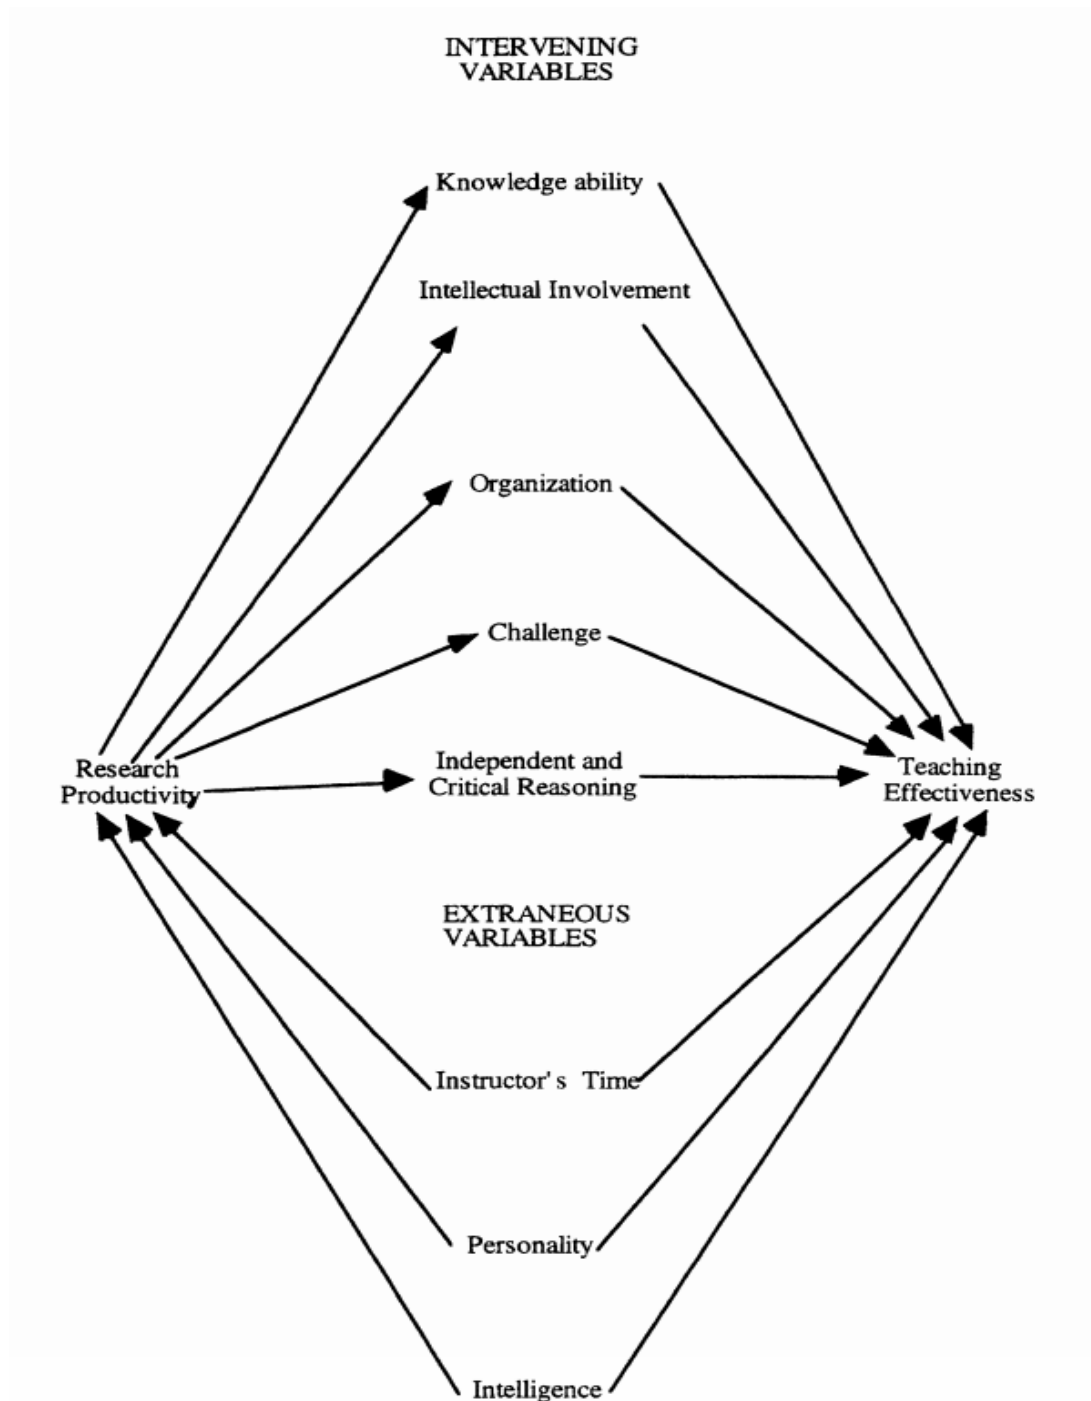 INTERVENING
VARIABLES
Knowledge ability
Intellectual Involvement
Organization
Challenge
Research
Productivity
Independent and
Critical Reasoning
Teaching
Effectiveness
EXTRANEOUS
VARIABLES
Instructor's Time
Personality
Intelligence